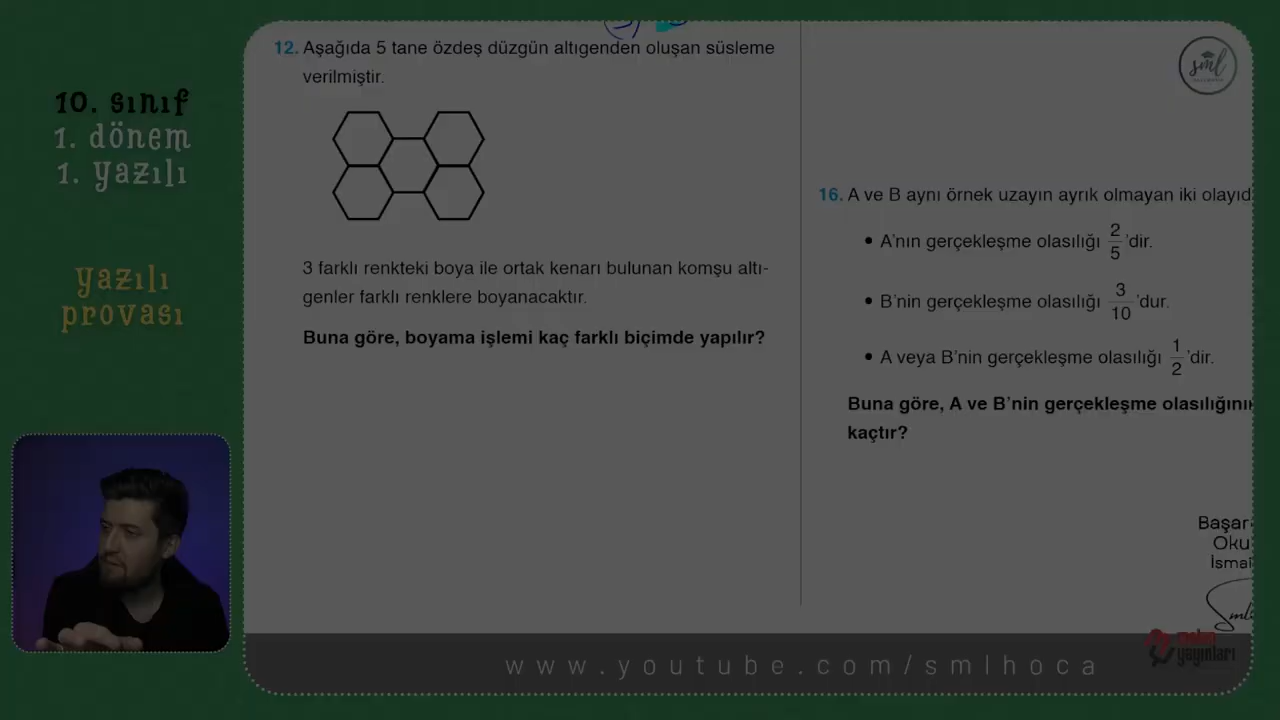 10. sınıf
1. dönem
1. yazılı
yazılı
provası
12. Aşağıda 5 tane özdeş düzgün altıgenden oluşan süsleme
verilmiştir.
3 farklı renkteki boya ile ortak kenarı bulunan komşu altı-
genler farklı renklere boyanacaktır.
Buna göre, boyama işlemi kaç farklı biçimde yapılır?
sml
16. A ve B aynı örnek uzayın ayrık olmayan iki olayıd
• A'nın gerçekleşme olasılığı 2/5 'dir.
• B'nin gerçekleşme olasılığı 3/10 'dur.
• A veya B'nin gerçekleşme olasılığı 1/2 'dir.
Buna göre, A ve B'nin gerçekleşme olasılığını
kaçtır?
Başar
Oku
İsmai
Sml
yayınları
www.youtube.com/smlhoca